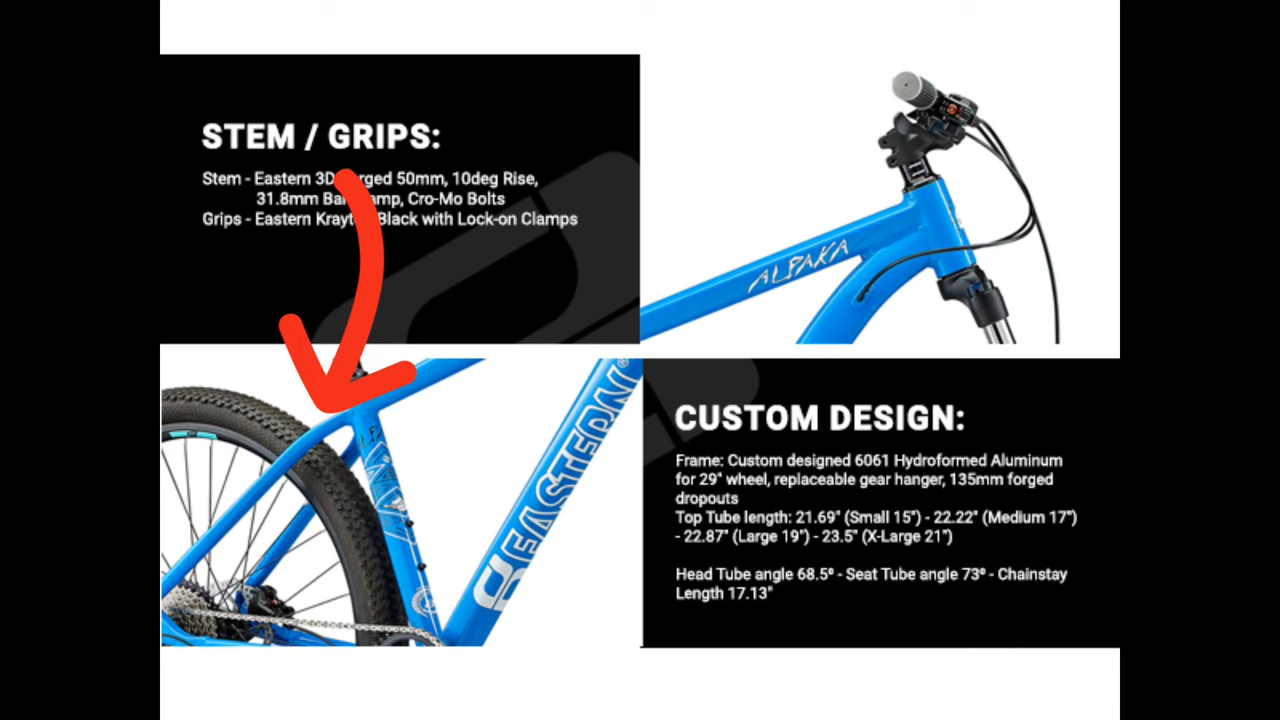 STEM / GRIPS:
Stem - Eastern 3D 50mm, 10deg Rise,
31.8mm Cro-Mo Bolts
Grips - Eastern Black with Lock-on Clamps
ALPAKA
EASTERN
CUSTOM DESIGN:
Frame: Custom designed 6061 Hydroformed Aluminum
for 29" wheel, replaceable gear hanger, 135mm forged
dropouts
Top Tube length: 21.69" (Small 15") - 22.22" (Medium 17")
- 22.87" (Large 19") - 23.5" (X-Large 21")
Head Tube angle 68.5º - Seat Tube angle 73º - Chainstay
Length 17.13"